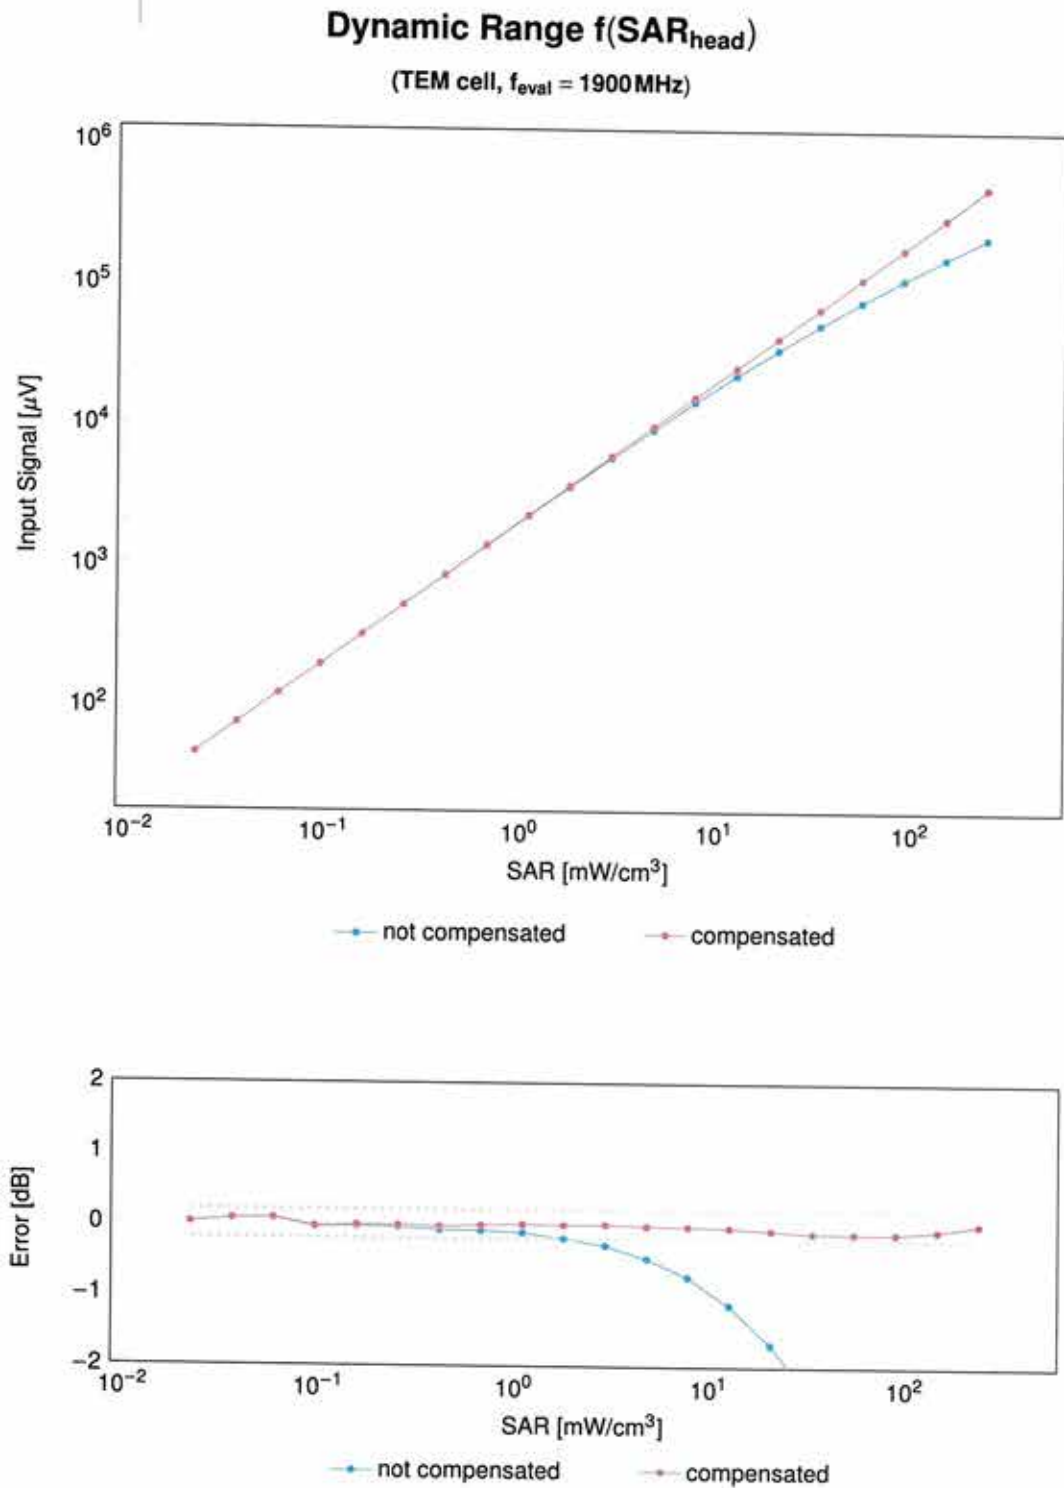 Dynamic Range f(SAR_head)
(TEM cell, f_eval = 1900 MHz)
10^6
10^5
10^4
10^3
10^2
Input Signal [µV]
10^-2 10^-1 10^0 10^1 10^2
SAR [mW/cm^3]
not compensated compensated
2
1
0
-1
-2
Error [dB]
10^-2 10^-1 10^0 10^1 10^2
SAR [mW/cm^3]
not compensated compensated